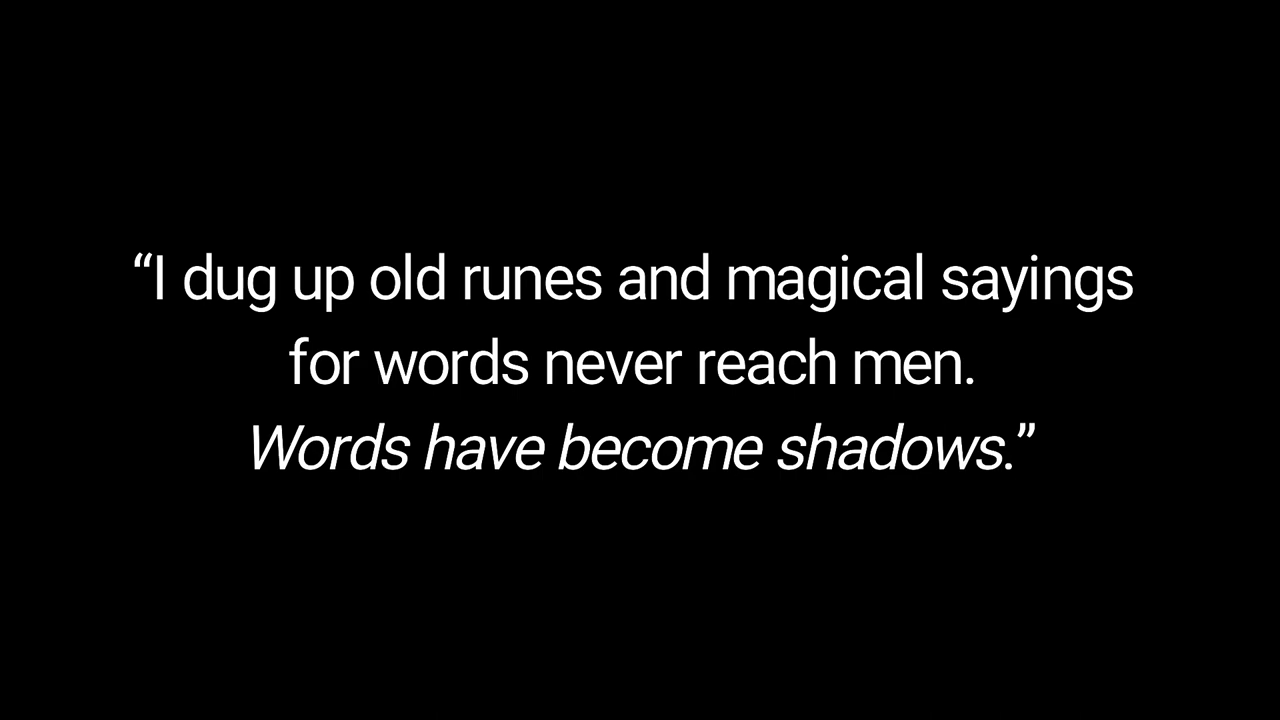 “I dug up old runes and magical sayings
for words never reach men.
Words have become shadows.”